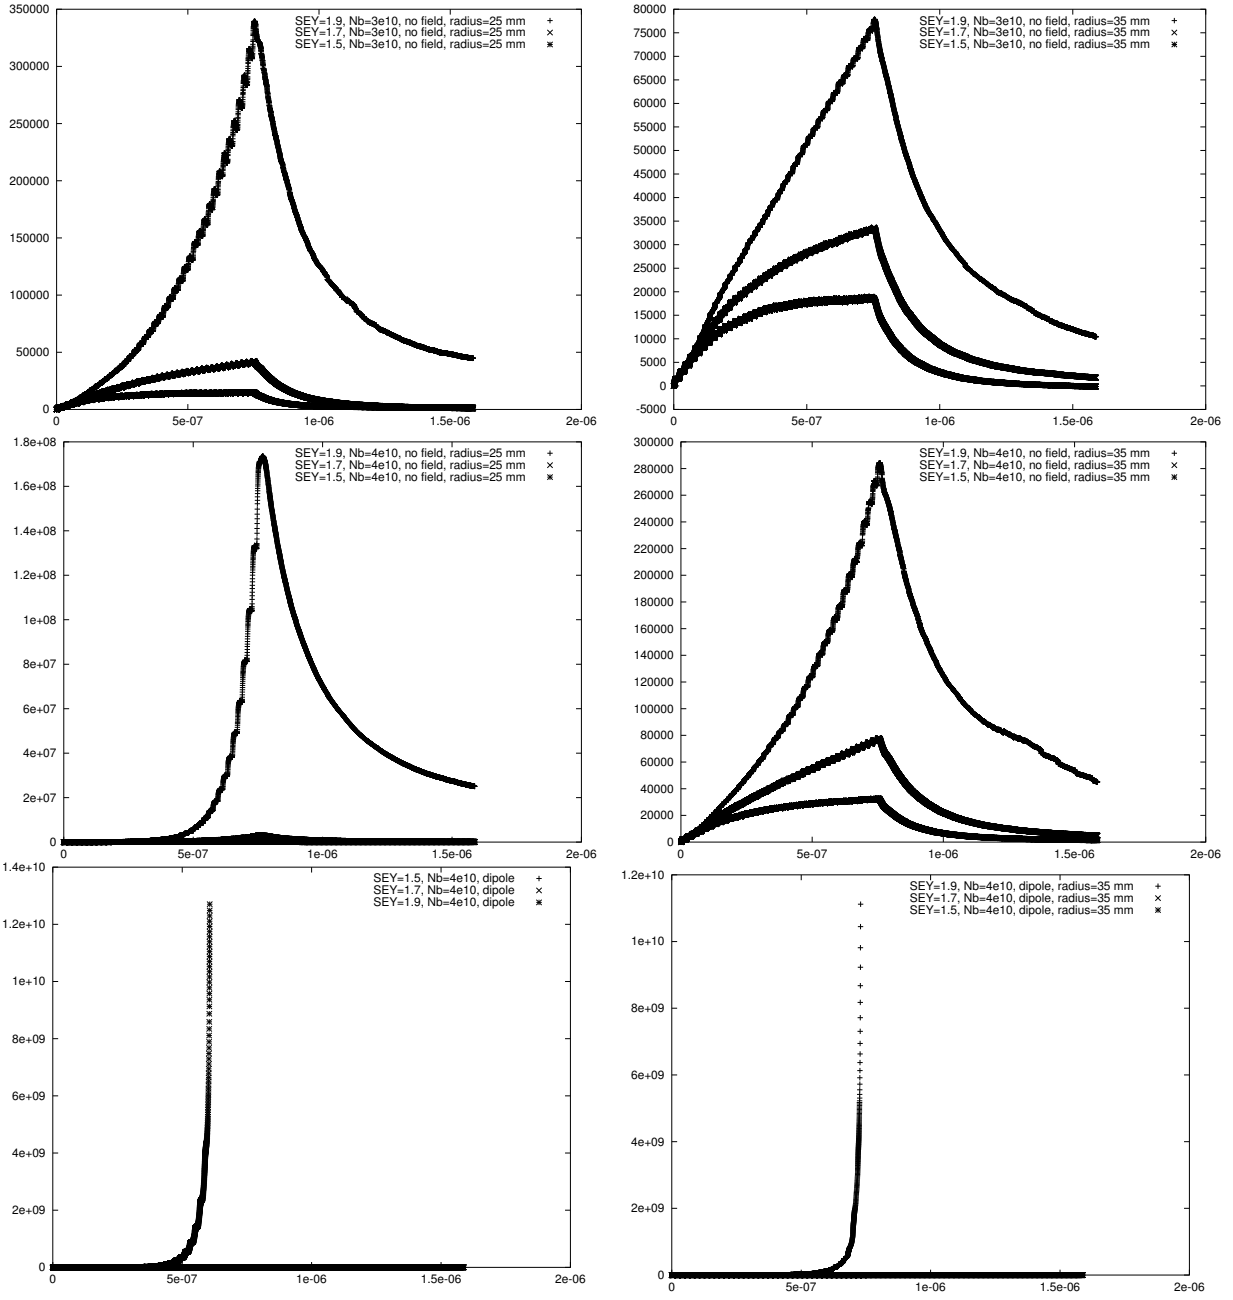 350000
300000
250000
200000
150000
100000
50000
0
0
5e-07
1e-06
1.5e-06
2e-06
SEY=1.9, Nb=3e10, no field, radius=25 mm
SEY=1.7, Nb=3e10, no field, radius=25 mm
SEY=1.5, Nb=3e10, no field, radius=25 mm
80000
75000
70000
65000
60000
55000
50000
45000
40000
35000
30000
25000
20000
15000
10000
5000
0
-5000
0
5e-07
1e-06
1.5e-06
2e-06
SEY=1.9, Nb=3e10, no field, radius=35 mm
SEY=1.7, Nb=3e10, no field, radius=35 mm
SEY=1.5, Nb=3e10, no field, radius=35 mm
1.8e+08
1.6e+08
1.4e+08
1.2e+08
1e+08
8e+07
6e+07
4e+07
2e+07
0
0
5e-07
1e-06
1.5e-06
2e-06
SEY=1.9, Nb=4e10, no field, radius=25 mm
SEY=1.7, Nb=4e10, no field, radius=25 mm
SEY=1.5, Nb=4e10, no field, radius=25 mm
300000
280000
260000
240000
220000
200000
180000
160000
140000
120000
100000
80000
60000
40000
20000
0
0
5e-07
1e-06
1.5e-06
2e-06
SEY=1.9, Nb=4e10, no field, radius=35 mm
SEY=1.7, Nb=4e10, no field, radius=35 mm
SEY=1.5, Nb=4e10, no field, radius=35 mm
1.4e+10
1.2e+10
1e+10
8e+09
6e+09
4e+09
2e+09
0
0
5e-07
1e-06
1.5e-06
2e-06
SEY=1.5, Nb=4e10, dipole
SEY=1.7, Nb=4e10, dipole
SEY=1.9, Nb=4e10, dipole
1.2e+10
1e+10
8e+09
6e+09
4e+09
2e+09
0
0
5e-07
1e-06
1.5e-06
2e-06
SEY=1.9, Nb=4e10, dipole, radius=35 mm
SEY=1.7, Nb=4e10, dipole, radius=35 mm
SEY=1.5, Nb=4e10, dipole, radius=35 mm